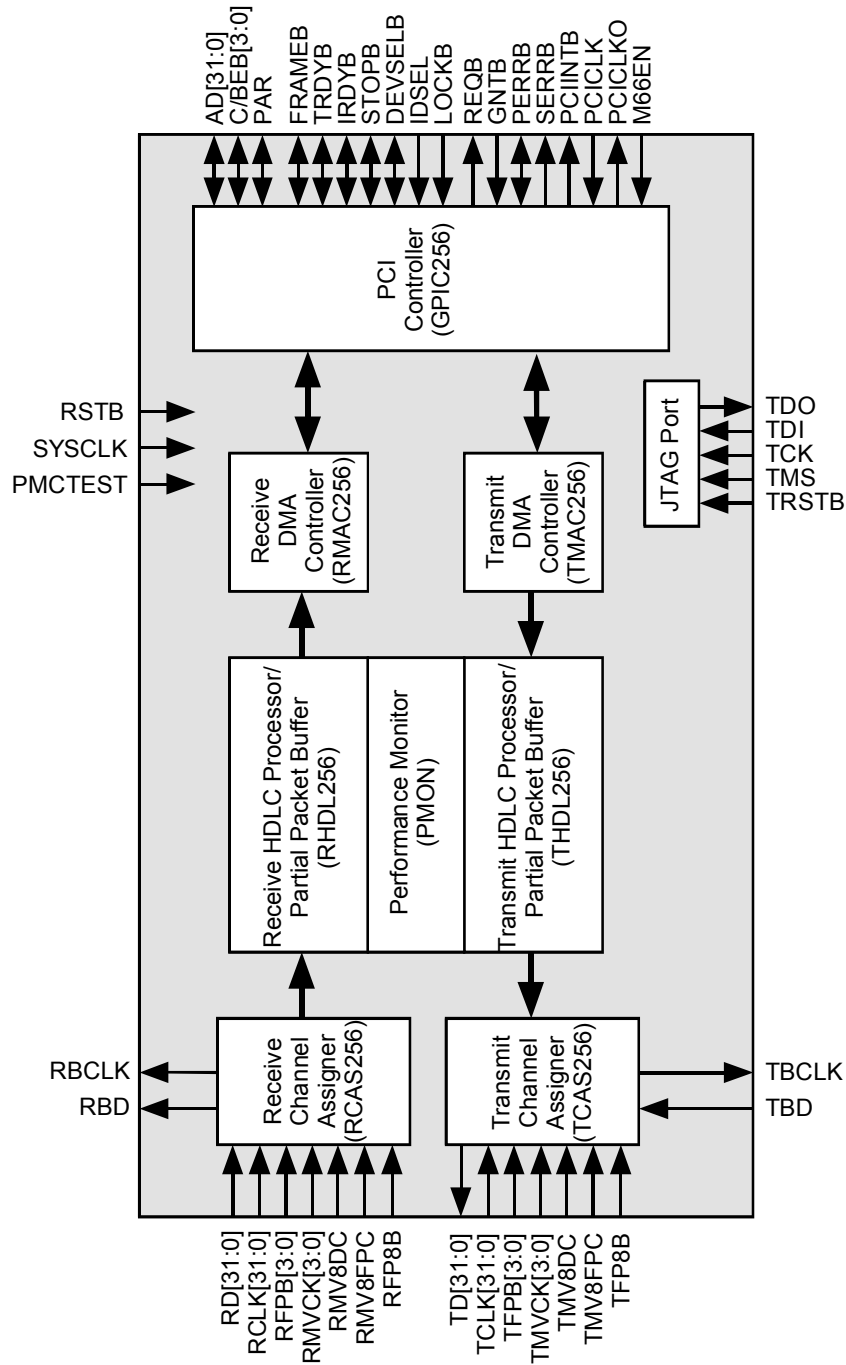 AD[31:0]
C/BEB[3:0]
PAR
FRAMEB
TRDYB
IRDYB
STOPB
DEVSELB
IDSEL
LOCKB
REQB
GNTB
PERRB
SERRB
PCIINTB
PCICLK
PCICLKO
M66EN
PCI
Controller
(GPIC256)
RSTB
SYSCLK
PMCTEST
Receive
DMA
Controller
(RMAC256)
Transmit
DMA
Controller
(TMAC256)
JTAG Port
TDO
TDI
TCK
TMS
TRSTB
Receive HDLC Processor/
Partial Packet Buffer
(RHDL256)
Performance Monitor
(PMON)
Transmit HDLC Processor/
Partial Packet Buffer
(THDL256)
RBCLK
RBD
Receive
Channel
Assigner
(RCAS256)
Transmit
Channel
Assigner
(TCAS256)
TBCLK
TBD
RD[31:0]
RCLK[31:0]
RFPB[3:0]
RMVCK[3:0]
RMV8DC
RMV8FPC
RFP8B
TD[31:0]
TCLK[31:0]
TFPB[3:0]
TMVCK[3:0]
TMV8DC
TMV8FPC
TFP8B